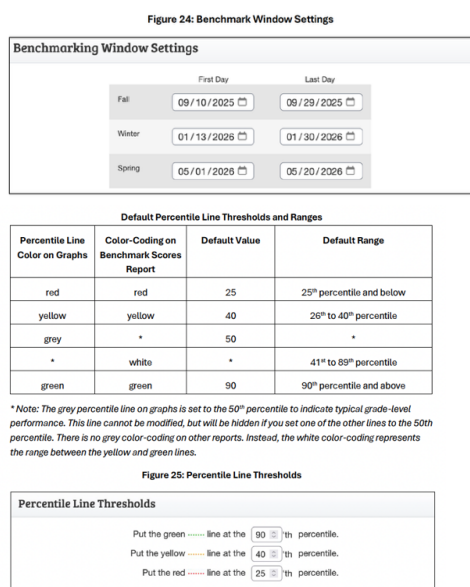 Figure 24: Benchmark Window Settings
Benchmarking Window Settings
First Day Last Day
Fall 09/10/2025 09/29/2025
Winter 01/13/2026 01/30/2026
Spring 05/01/2026 05/20/2026
Default Percentile Line Thresholds and Ranges
Percentile Line Color on Graphs Color-Coding on Benchmark Scores Report Default Value Default Range
red red 25 25th percentile and below
yellow yellow 40 26th to 40th percentile
grey * 50 *
* white * 41st to 89th percentile
green green 90 90th percentile and above
* Note: The grey percentile line on graphs is set to the 50th percentile to indicate typical grade-level
performance. This line cannot be modified, but will be hidden if you set one of the other lines to the 50th
percentile. There is no grey color-coding on other reports. Instead, the white color-coding represents
the range between the yellow and green lines.
Figure 25: Percentile Line Thresholds
Percentile Line Thresholds
Put the green ------ line at the 90 'th percentile.
Put the yellow ------ line at the 40 'th percentile.
Put the red ------ line at the 25 'th percentile.